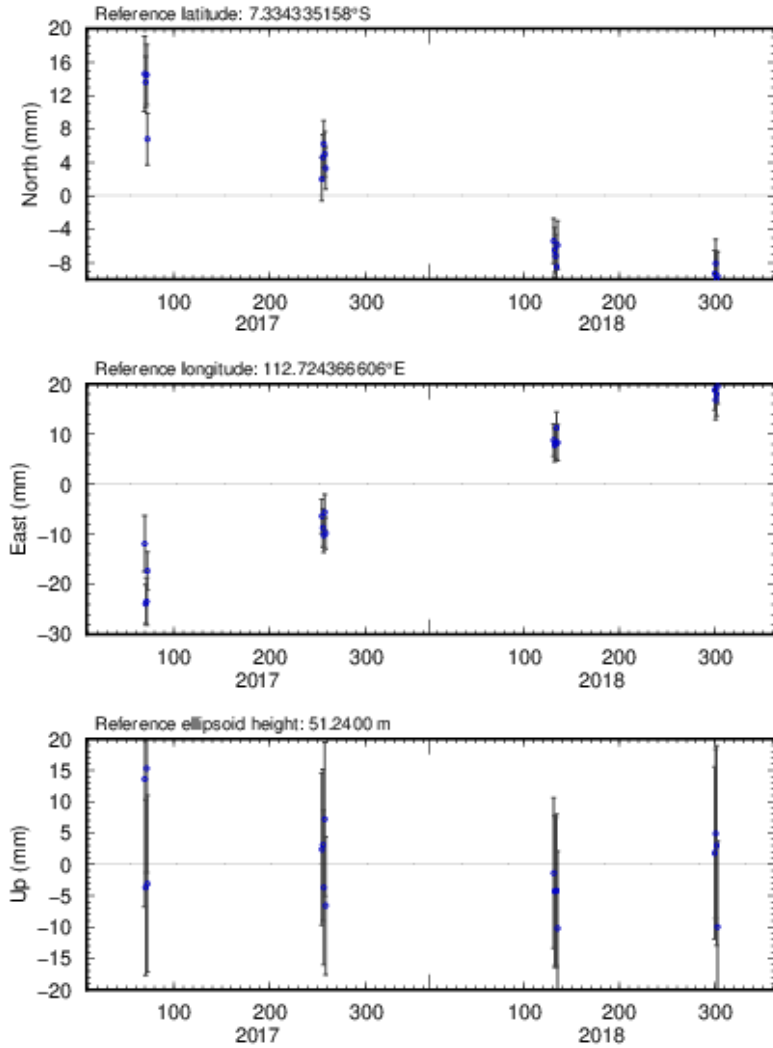 Reference latitude: 7.334335158°S
20
16
12
8
4
0
−4
−8
North (mm)
100 200 300 100 200 300
2017 2018
Reference longitude: 112.724366606°E
20
10
0
−10
−20
−30
East (mm)
100 200 300 100 200 300
2017 2018
Reference ellipsoid height: 51.2400 m
20
15
10
5
0
−5
−10
−15
−20
Up (mm)
100 200 300 100 200 300
2017 2018